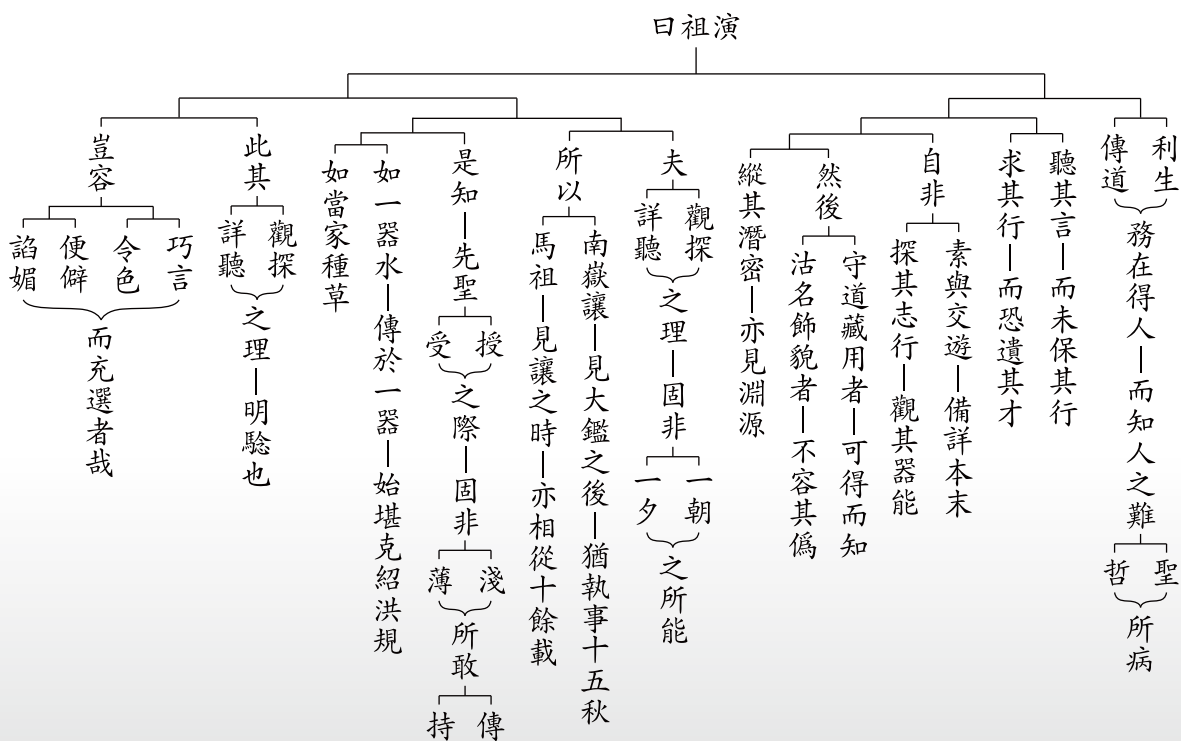 演祖曰
利生
傳道
務在得人
而知人之難
聖
哲
所病
聽其言
而未保其行
求其行
而恐遺其才
自非
素與交遊
備詳本末
探其志行
觀其器能
然後
守道藏用者
可得而知
沽名飾貌者
不容其偽
縱其潛密
亦見淵源
夫
觀探
詳聽
之理
固非
一朝
一夕
之所能
所以
南嶽讓
見大鑑之後
猶執事十五秋
馬祖
見讓之時
亦相從十餘載
是知
先聖
授
受
之際
固非
淺
薄
所敢
傳
持
如一器水
傳於一器
始堪克紹洪規
如當家種草
此其
觀探
詳聽
之理
明驗也
豈容
巧言
令色
便僻
諂媚
而充選者哉